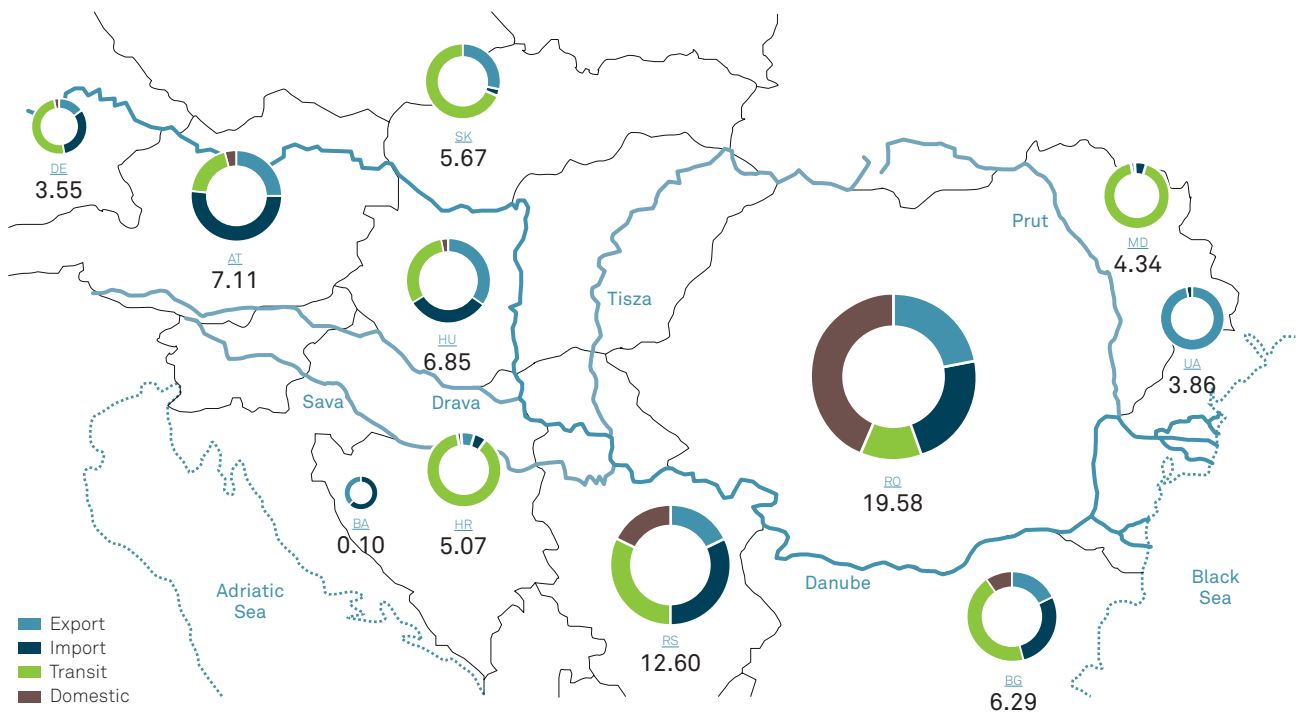 SK
5.67
DE
3.55
AT
7.11
MD
4.34
Prut
HU
6.85
Tisza
UA
3.86
Sava
Drava
RO
19.58
BA
0.10
HR
5.07
RS
12.60
Danube
Adriatic
Sea
Black
Sea
BG
6.29
Export
Import
Transit
Domestic